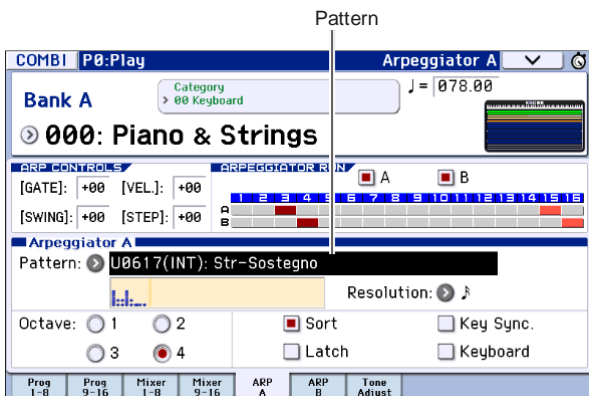 Pattern
COMBI P0:Play Arpeggiator A
Bank A
Category
00 Keyboard
♩= 078.00
000: Piano & Strings
ARP CONTROLS ARPEGGIATOR RUN A B
[GATE]: +00 [VEL.]: +00
1 2 3 4 5 6 7 8 9 10 11 12 13 14 15 16
A
[SWING]: +00 [STEP]: +00
B
Arpeggiator A
Pattern: U0617(INT): Str-Sostegno
Resolution: 𝅘𝅥𝅯
Octave: 1 2 Sort Key Sync.
3 4 Latch Keyboard
Prog 1-8 Prog 9-16 Mixer 1-8 Mixer 9-16 ARP A ARP B Tone Adjust